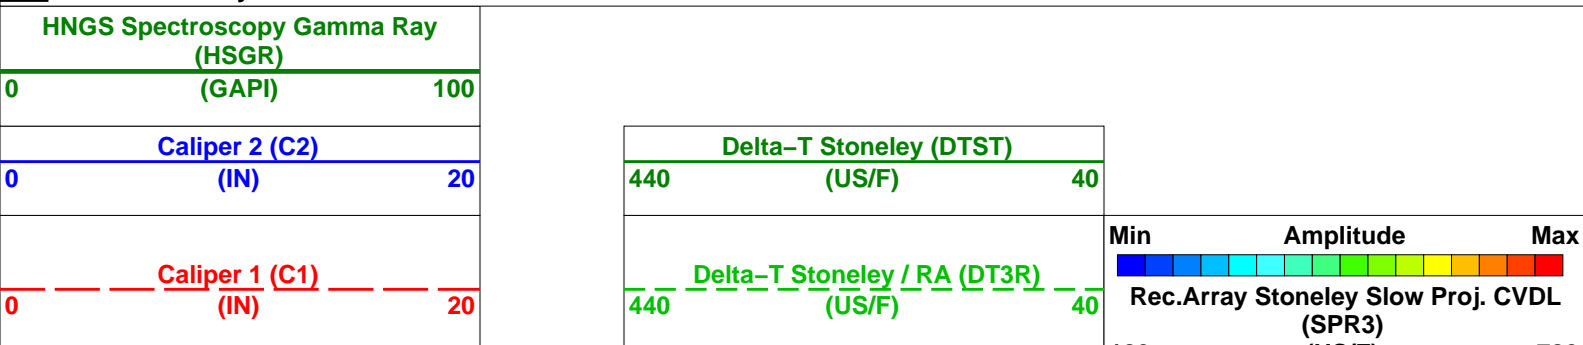 HNGS Spectroscopy Gamma Ray
(HSGR)
0 (GAPI) 100
Caliper 2 (C2)
0 (IN) 20
Delta−T Stoneley (DTST)
440 (US/F) 40
Caliper 1 (C1)
0 (IN) 20
Delta−T Stoneley / RA (DT3R)
440 (US/F) 40
Min Amplitude Max
Rec.Array Stoneley Slow Proj. CVDL
(SPR3)